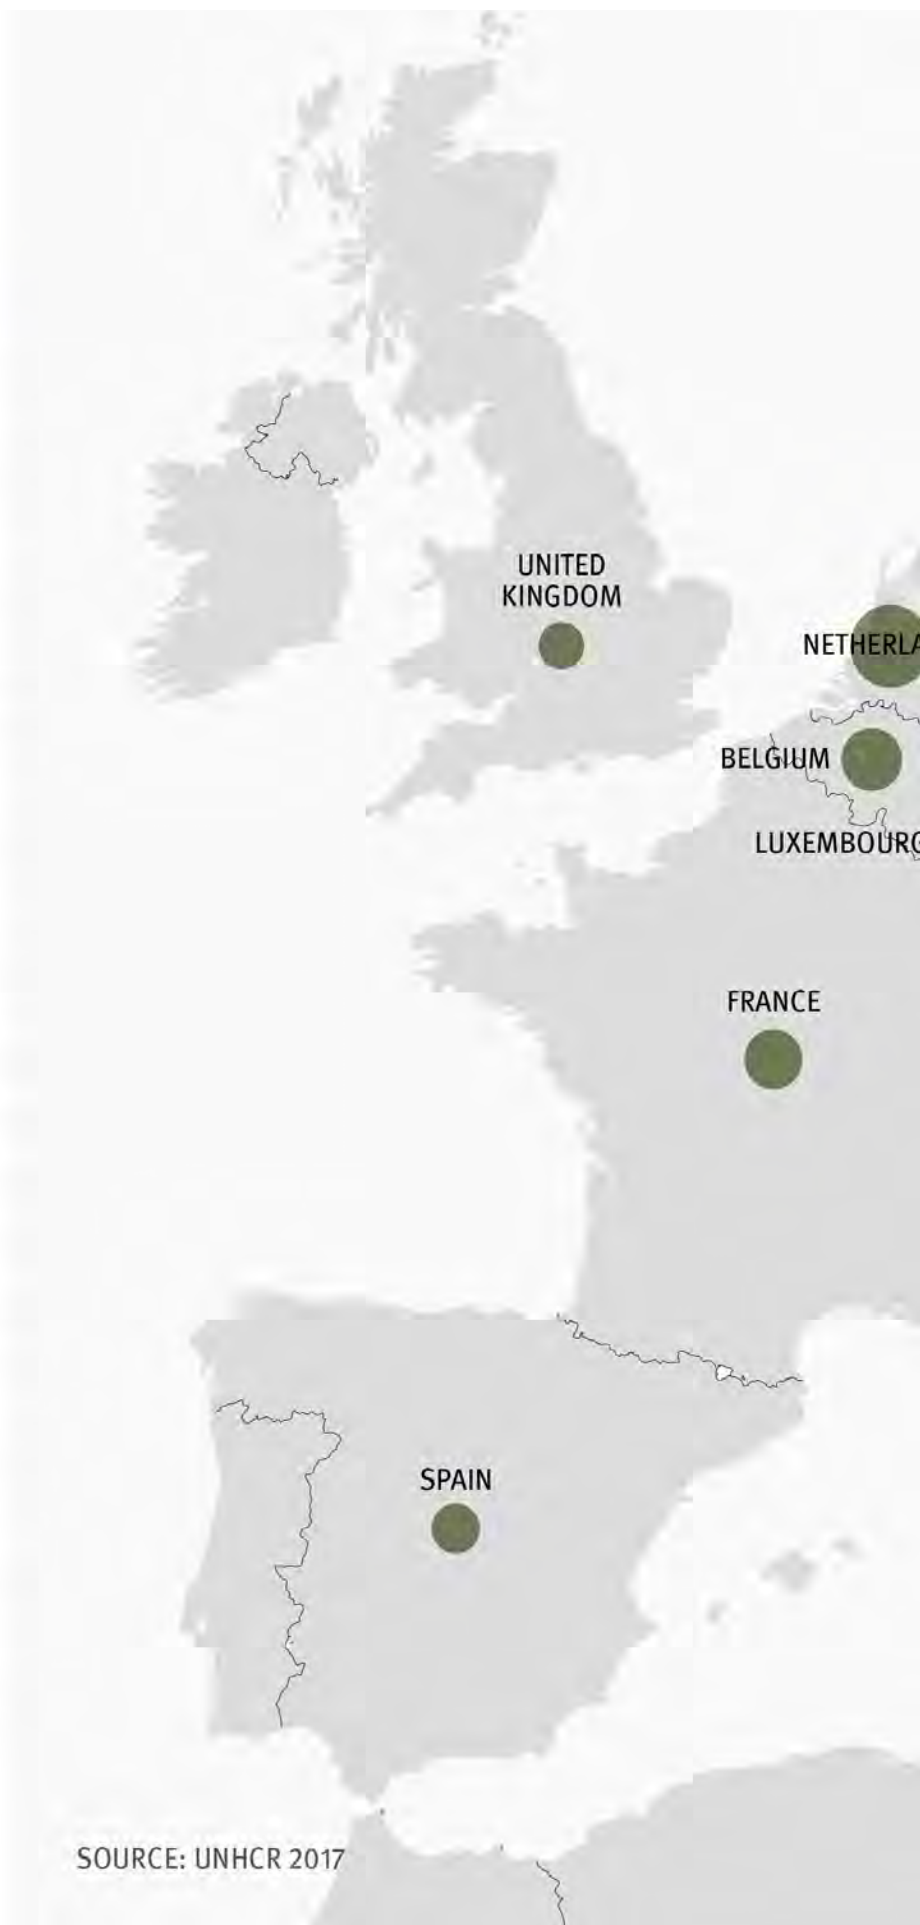 UNITED
KINGDOM
NETHERLA
BELGIUM
LUXEMBOURG
FRANCE
SPAIN
SOURCE: UNHCR 2017